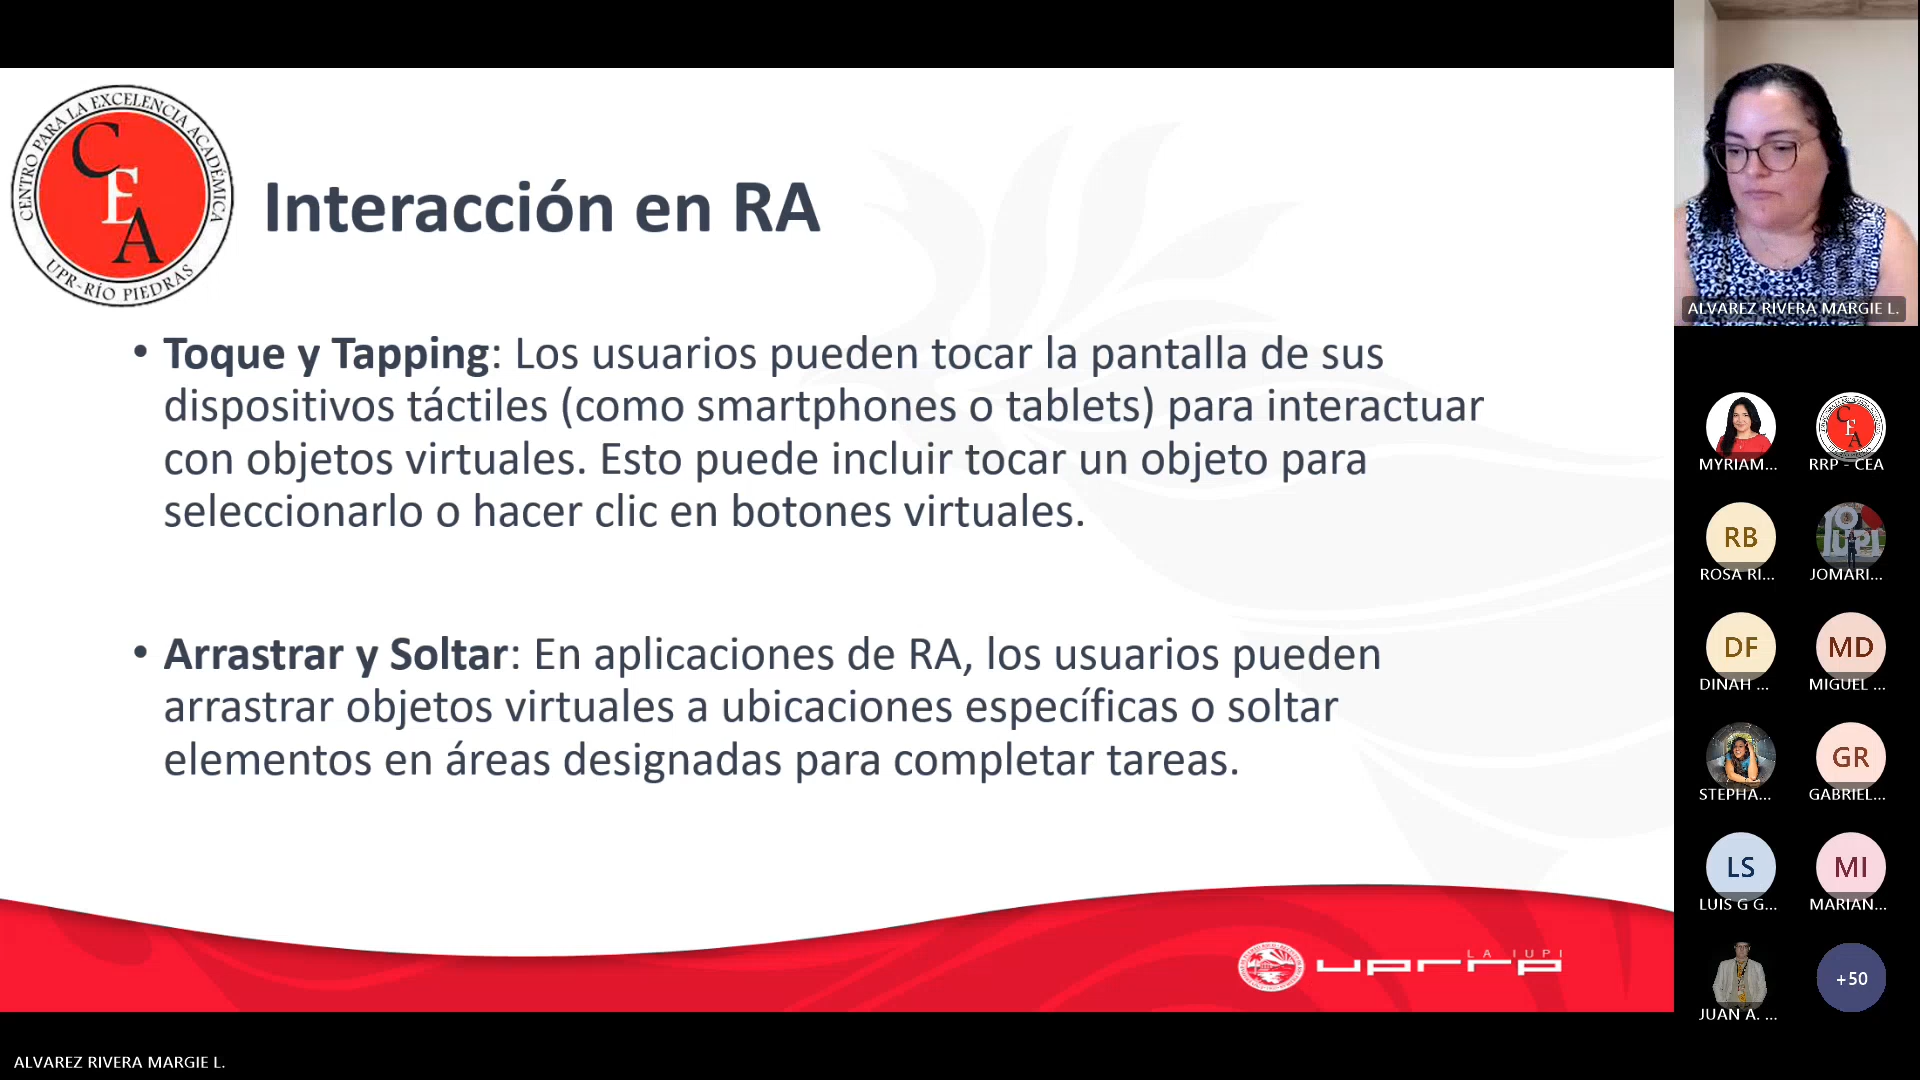 CENTRO PARA LA EXCELENCIA ACADÉMICA
CEA
UPR-RÍO PIEDRAS
Interacción en RA
• Toque y Tapping: Los usuarios pueden tocar la pantalla de sus
dispositivos táctiles (como smartphones o tablets) para interactuar
con objetos virtuales. Esto puede incluir tocar un objeto para
seleccionarlo o hacer clic en botones virtuales.
• Arrastrar y Soltar: En aplicaciones de RA, los usuarios pueden
arrastrar objetos virtuales a ubicaciones específicas o soltar
elementos en áreas designadas para completar tareas.
LA IUPI
uprrp
ALVAREZ RIVERA MARGIE L.
MYRIAM...
CEA
RRP - CEA
RB
ROSA RI...
IUPI
JOMARI...
DF
DINAH ...
MD
MIGUEL ...
STEPHA...
GR
GABRIEL...
LS
LUIS G G...
MI
MARIAN...
JUAN A. ...
+50
ALVAREZ RIVERA MARGIE L.